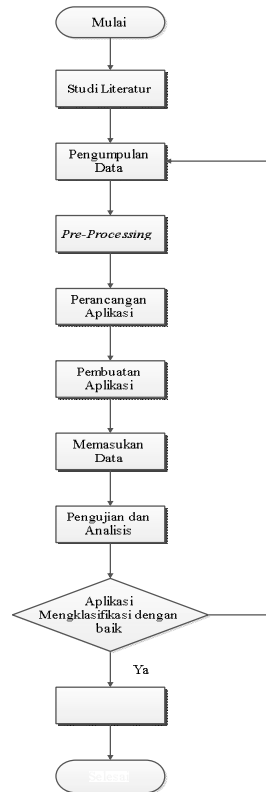 Mulai
Studi Literatur
Pengumpulan
Data
Pre-Processing
Perancangan
Aplikasi
Pembuatan
Aplikasi
Memasukan
Data
Pengujian dan
Analisis
Aplikasi
Mengklasifikasi dengan
baik
Ya